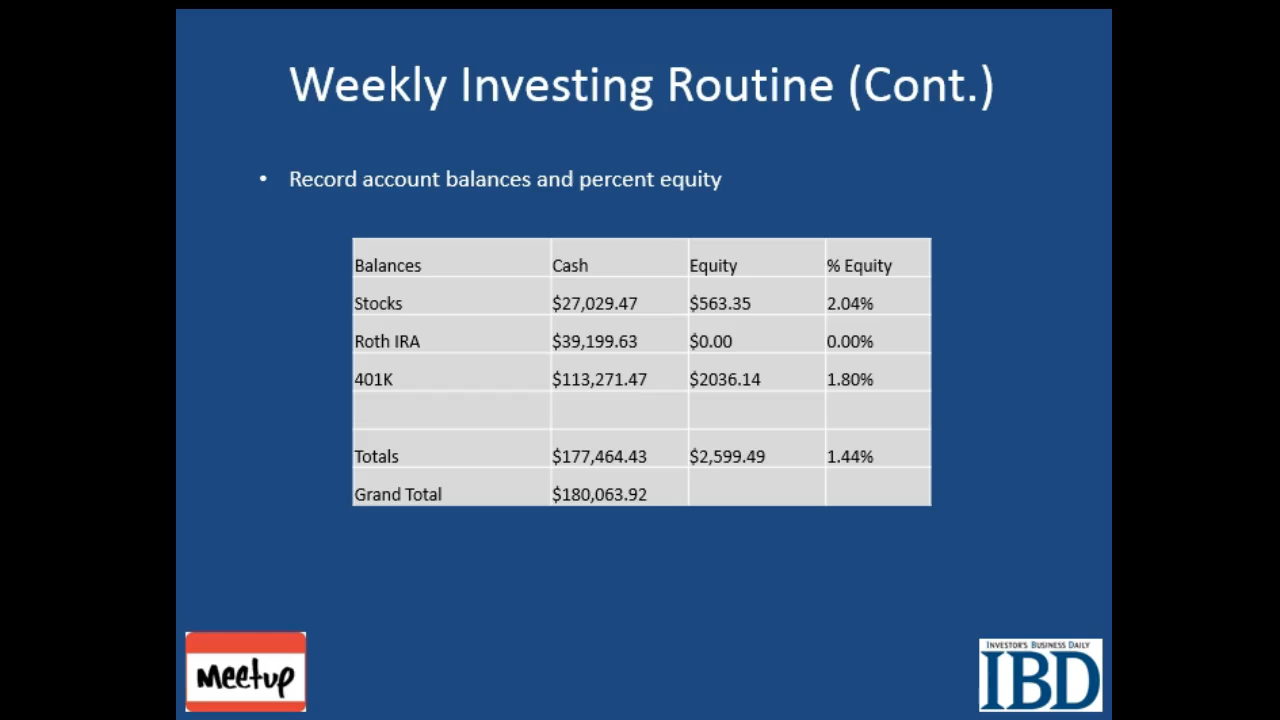 Weekly Investing Routine (Cont.)
• Record account balances and percent equity
Balances Cash Equity % Equity
Stocks $27,029.47 $563.35 2.04%
Roth IRA $39,199.63 $0.00 0.00%
401K $113,271.47 $2036.14 1.80%
Totals $177,464.43 $2,599.49 1.44%
Grand Total $180,063.92
Meetup
INVESTOR'S BUSINESS DAILY
IBD